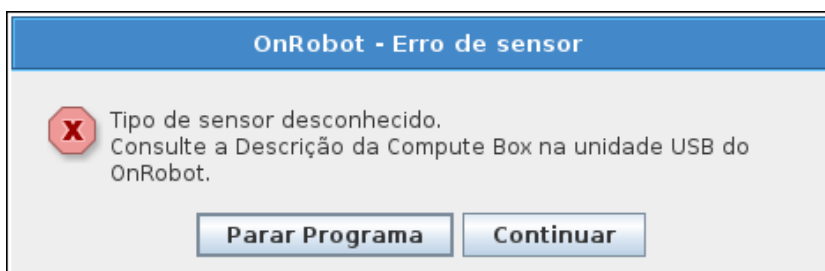 OnRobot - Erro de sensor
Tipo de sensor desconhecido.
Consulte a Descrição da Compute Box na unidade USB do
OnRobot.
Parar Programa
Continuar